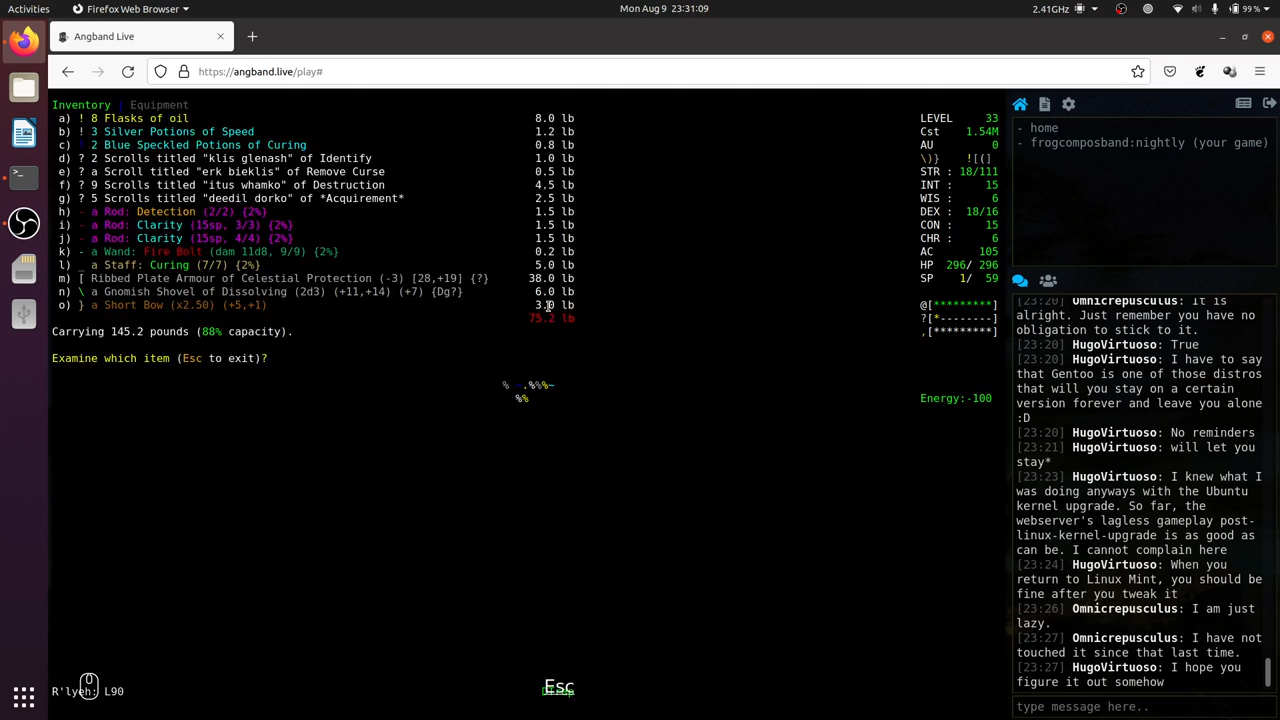 Activities
Firefox Web Browser
Mon Aug 9 23:31:09
2.41GHz
99 %
Angband Live
https://angband.live/play#
Inventory | Equipment
a) ! 8 Flasks of oil 8.0 lb
b) ! 3 Silver Potions of Speed 1.2 lb
c) ! 2 Blue Speckled Potions of Curing 0.8 lb
d) ? 2 Scrolls titled "klis glenash" of Identify 1.0 lb
e) ? a Scroll titled "erk bieklis" of Remove Curse 0.5 lb
f) ? 9 Scrolls titled "itus whamko" of Destruction 4.5 lb
g) ? 5 Scrolls titled "deedil dorko" of *Acquirement* 2.5 lb
h) - a Rod: Detection (2/2) {2%} 1.5 lb
i) - a Rod: Clarity (15sp, 3/3) {2%} 1.5 lb
j) - a Rod: Clarity (15sp, 4/4) {2%} 1.5 lb
k) - a Wand: Fire Bolt (dam 11d8, 9/9) {2%} 0.2 lb
l) _ a Staff: Curing (7/7) {2%} 5.0 lb
m) [ Ribbed Plate Armour of Celestial Protection (-3) [28,+19] {?} 38.0 lb
n) \ a Gnomish Shovel of Dissolving (2d3) (+11,+14) (+7) {Dg?} 6.0 lb
o) } a Short Bow (x2.50) (+5,+1) 3.0 lb
75.2 lb
Carrying 145.2 pounds (88% capacity).
Examine which item (Esc to exit)?
% ~.%%%~
%%
R'lyeh: L90
Esc
LEVEL 33
Cst 1.54M
AU 0
\)} ![(]
STR : 18/111
INT : 15
WIS : 6
DEX : 18/16
CON : 15
CHR : 6
AC 105
HP 296/ 296
SP 1/ 59
@[*********]
?[*--------]
,[*********]
Energy:-100
- home
- frogcomposband:nightly (your game)
[23:20] Omnicrepusculus: It is
alright. Just remember you have no
obligation to stick to it.
[23:20] HugoVirtuoso: True
[23:20] HugoVirtuoso: I have to say
that Gentoo is one of those distros
that will you stay on a certain
version forever and leave you alone
:D
[23:20] HugoVirtuoso: No reminders
[23:21] HugoVirtuoso: will let you
stay*
[23:23] HugoVirtuoso: I knew what I
was doing anyways with the Ubuntu
kernel upgrade. So far, the
webserver's lagless gameplay post-
linux-kernel-upgrade is as good as
can be. I cannot complain here
[23:24] HugoVirtuoso: When you
return to Linux Mint, you should be
fine after you tweak it
[23:26] Omnicrepusculus: I am just
lazy.
[23:27] Omnicrepusculus: I have not
touched it since that last time.
[23:27] HugoVirtuoso: I hope you
figure it out somehow
type message here..